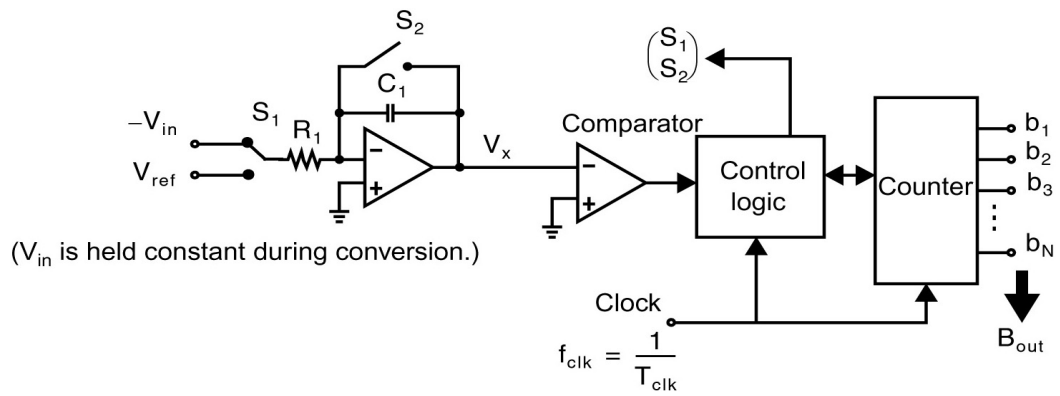 S2
C1
−Vin
S1
R1
Vref
−
+
Vx
Comparator
−
+
(S1
S2)
Control
logic
Counter
b1
b2
b3
bN
(Vin is held constant during conversion.)
Clock
fclk = 1
Tclk
Bout